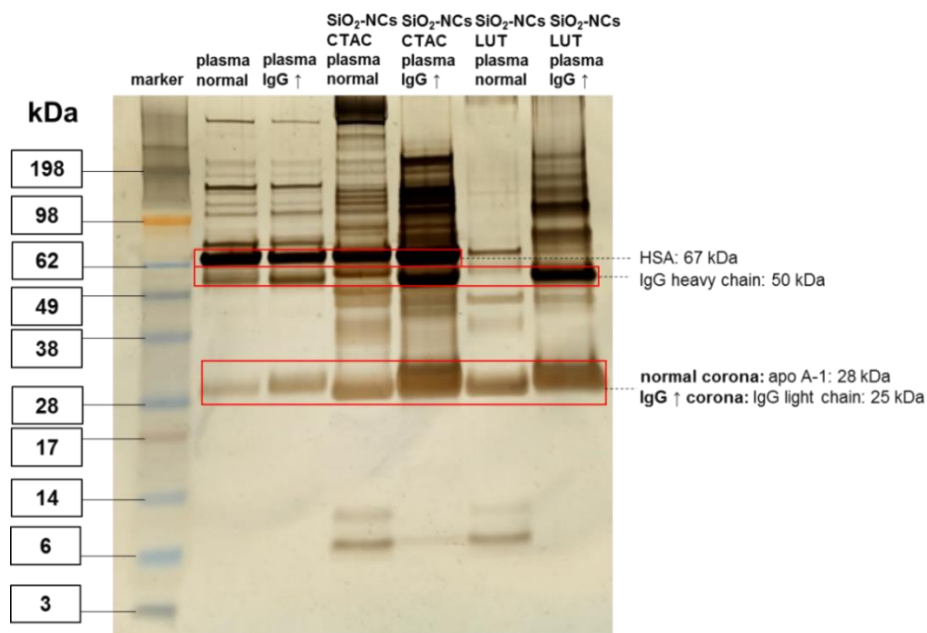 SiO₂-NCs SiO₂-NCs SiO₂-NCs SiO₂-NCs
CTAC CTAC LUT LUT
plasma plasma plasma plasma plasma plasma
marker normal IgG ↑ normal IgG ↑ normal IgG ↑
kDa
198
98
62
49
38
28
17
14
6
3
HSA: 67 kDa
IgG heavy chain: 50 kDa
normal corona: apo A-1: 28 kDa
IgG ↑ corona: IgG light chain: 25 kDa